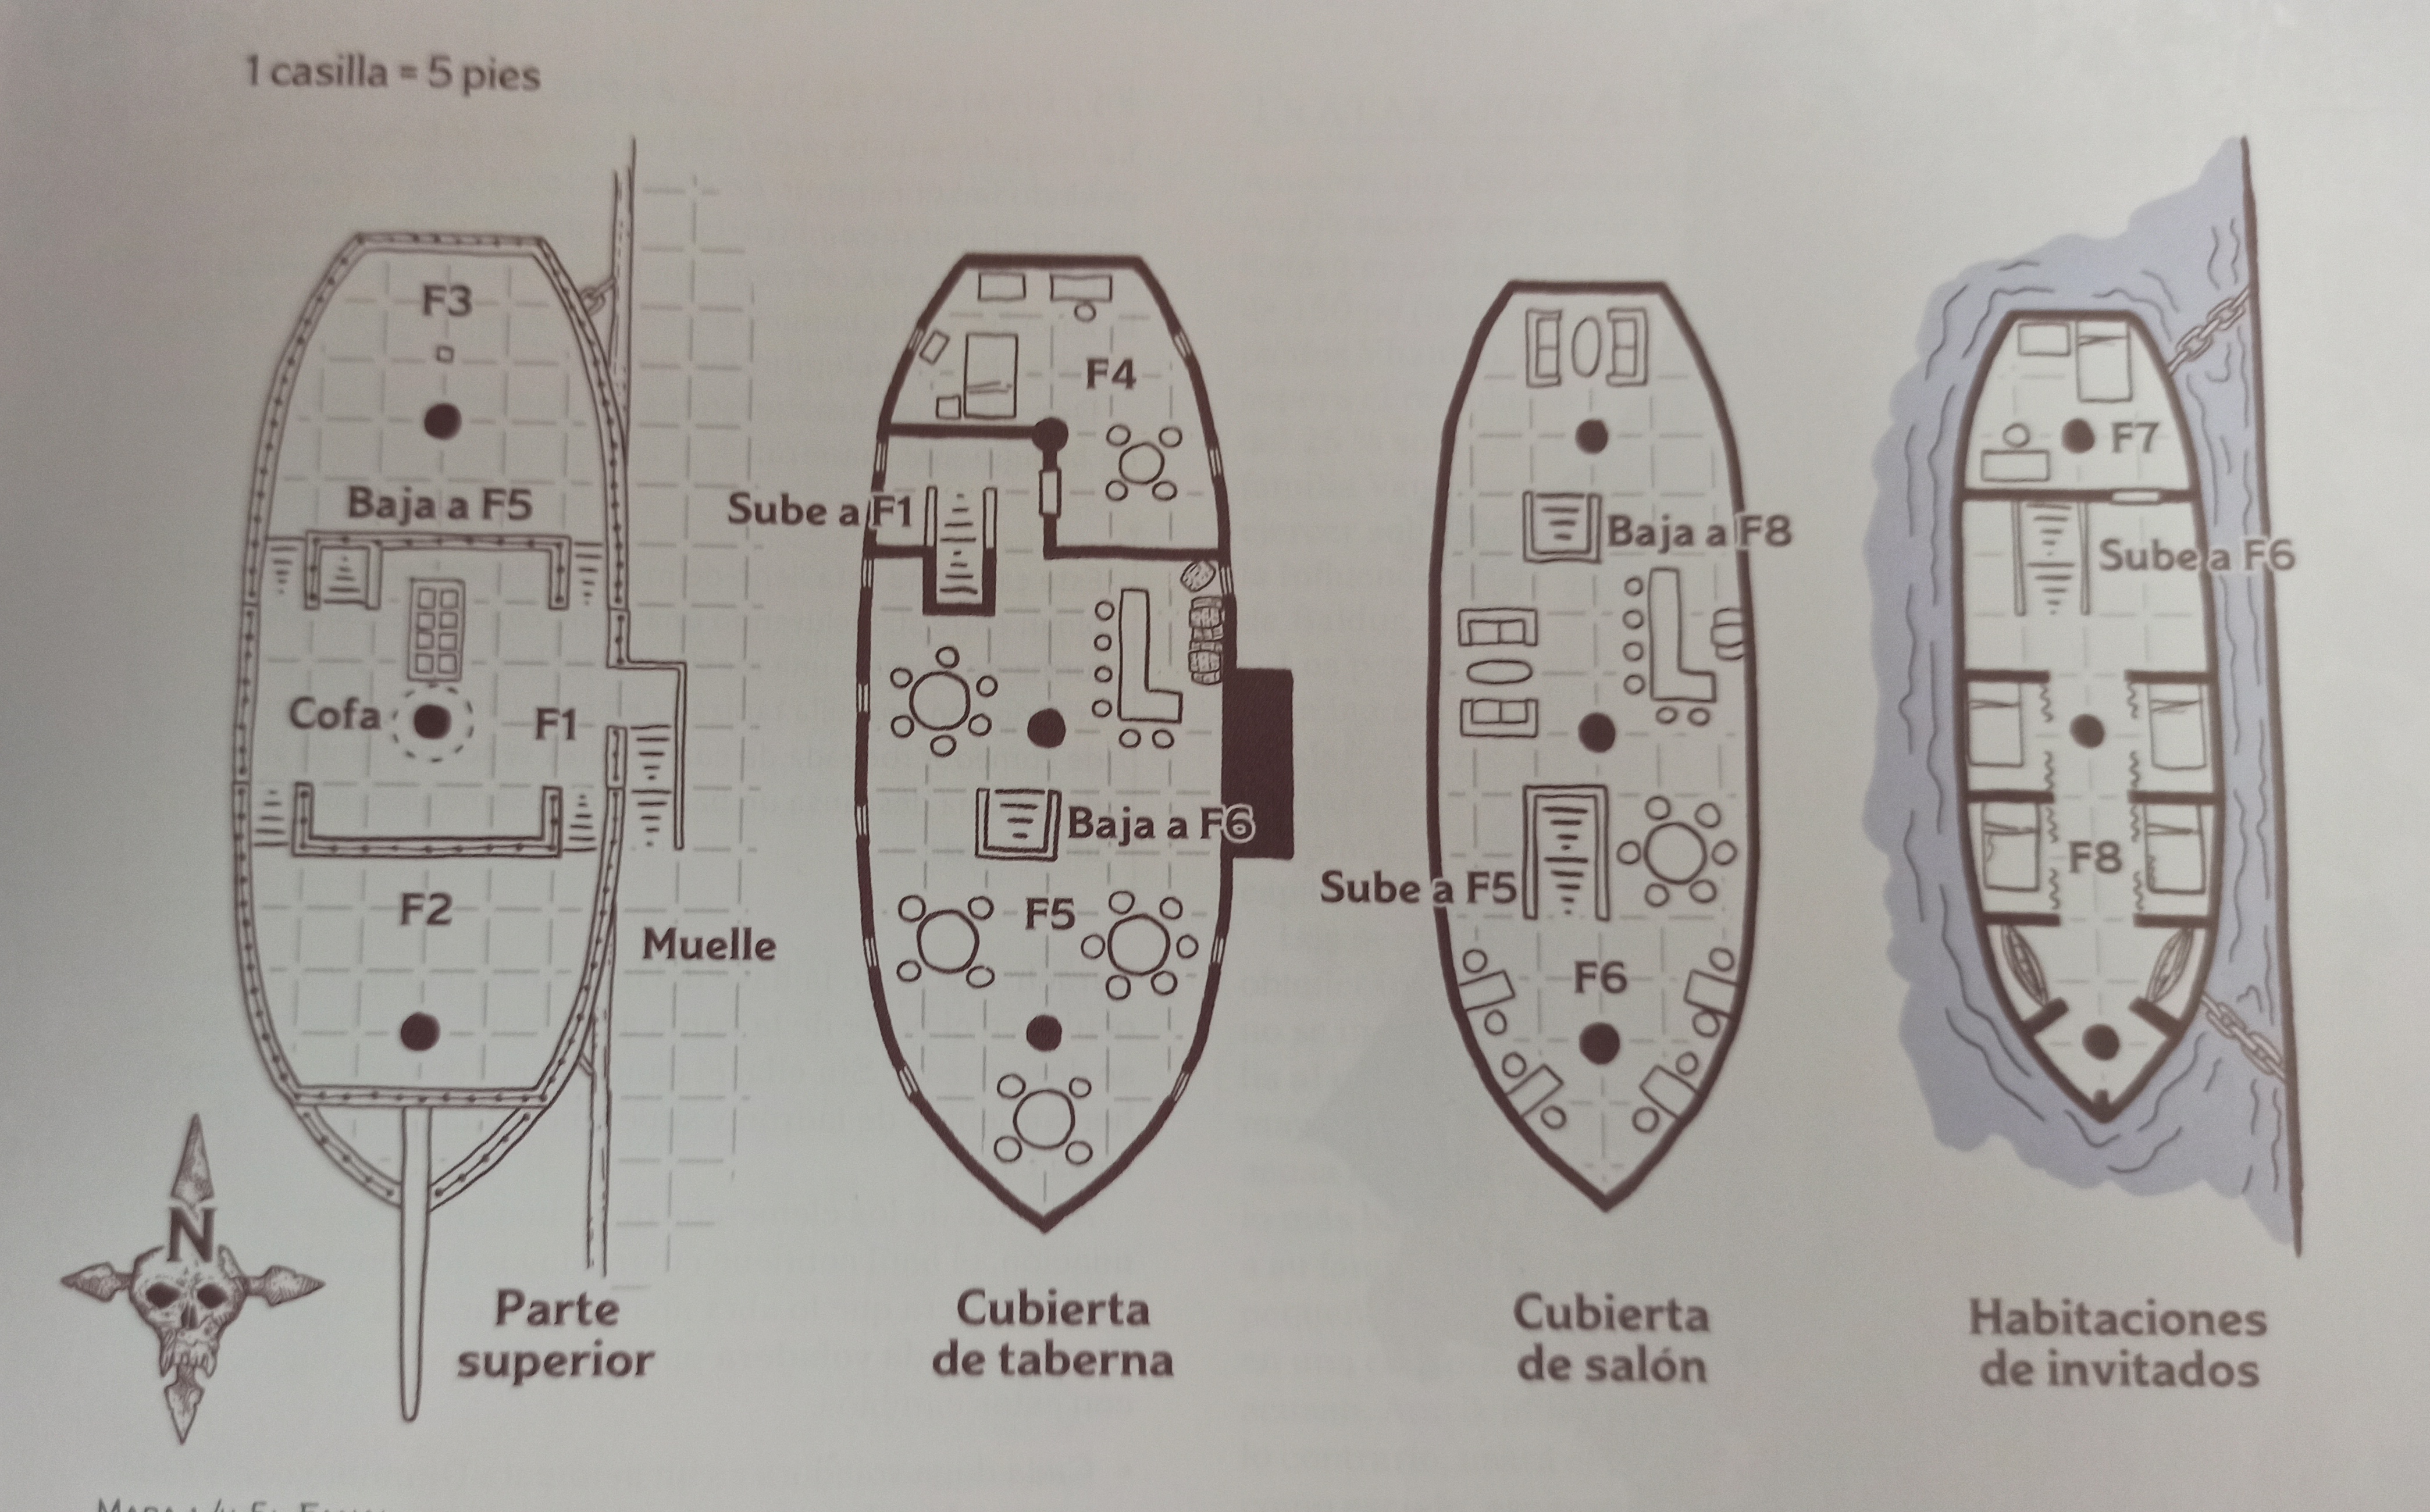 1 casilla = 5 pies
F3
Baja a F5
Cofa
F1
F2
Muelle
N
Parte
superior
F4
Sube a F1
Baja a F6
F5
Cubierta
de taberna
Baja a F8
Sube a F5
F6
Cubierta
de salón
F7
Sube a F6
F8
Habitaciones
de invitados